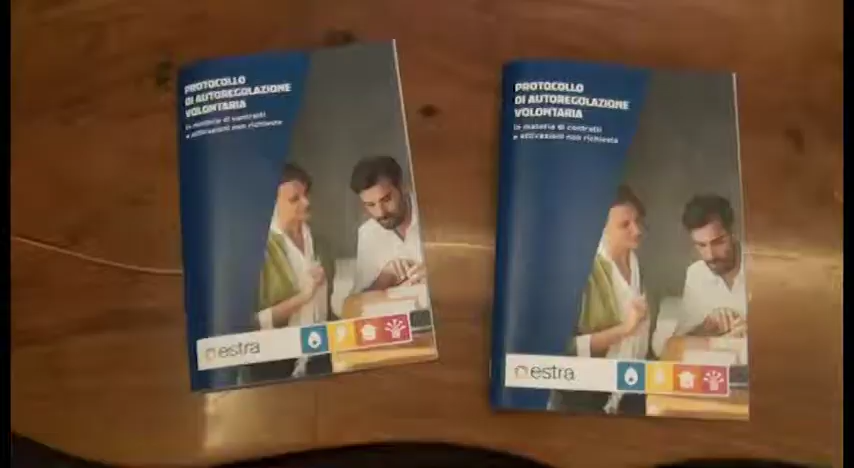 PROTOCOLLO
DI AUTOREGOLAZIONE
VOLONTARIA
in materia di contratti
e attivazioni non richieste
estra
PROTOCOLLO
DI AUTOREGOLAZIONE
VOLONTARIA
in materia di contratti
e attivazioni non richieste
estra